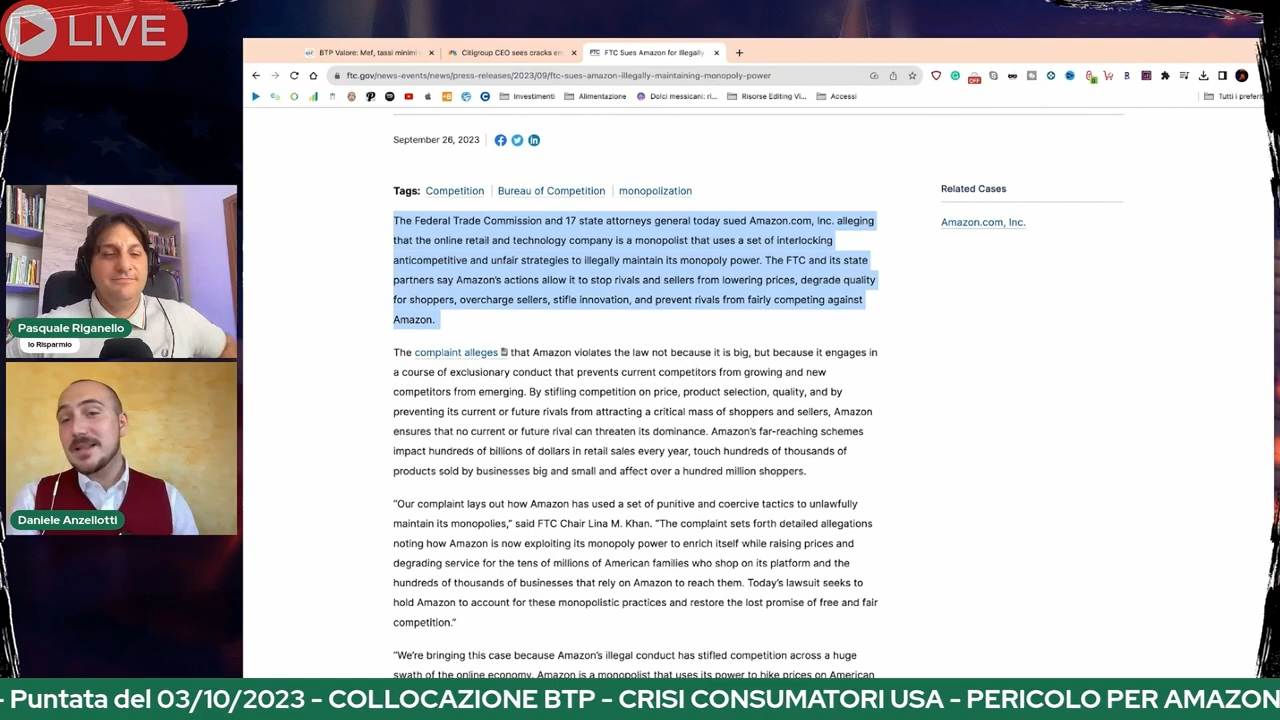 LIVE
BTP Valore: Mef, tassi minimi
Citigroup CEO sees cracks em
FTC Sues Amazon for Illegally
ftc.gov/news-events/news/press-releases/2023/09/ftc-sues-amazon-illegally-maintaining-monopoly-power
OFF
Investimenti
Alimentazione
Dolci messicani: ri...
Risorse Editing Vi...
Accessi
Tutti i preferi
September 26, 2023
Tags: Competition | Bureau of Competition | monopolization
Related Cases
Amazon.com, Inc.
The Federal Trade Commission and 17 state attorneys general today sued Amazon.com, Inc. alleging
that the online retail and technology company is a monopolist that uses a set of interlocking
anticompetitive and unfair strategies to illegally maintain its monopoly power. The FTC and its state
partners say Amazon's actions allow it to stop rivals and sellers from lowering prices, degrade quality
for shoppers, overcharge sellers, stifle innovation, and prevent rivals from fairly competing against
Amazon.
The complaint alleges that Amazon violates the law not because it is big, but because it engages in
a course of exclusionary conduct that prevents current competitors from growing and new
competitors from emerging. By stifling competition on price, product selection, quality, and by
preventing its current or future rivals from attracting a critical mass of shoppers and sellers, Amazon
ensures that no current or future rival can threaten its dominance. Amazon's far-reaching schemes
impact hundreds of billions of dollars in retail sales every year, touch hundreds of thousands of
products sold by businesses big and small and affect over a hundred million shoppers.
"Our complaint lays out how Amazon has used a set of punitive and coercive tactics to unlawfully
maintain its monopolies," said FTC Chair Lina M. Khan. "The complaint sets forth detailed allegations
noting how Amazon is now exploiting its monopoly power to enrich itself while raising prices and
degrading service for the tens of millions of American families who shop on its platform and the
hundreds of thousands of businesses that rely on Amazon to reach them. Today's lawsuit seeks to
hold Amazon to account for these monopolistic practices and restore the lost promise of free and fair
competition."
"We're bringing this case because Amazon's illegal conduct has stifled competition across a huge
swath of the online economy. Amazon is a monopolist that uses its power to hike prices on American
Pasquale Riganello
Io Risparmio
Daniele Anzellotti
- Puntata del 03/10/2023 - COLLOCAZIONE BTP - CRISI CONSUMATORI USA - PERICOLO PER AMAZON